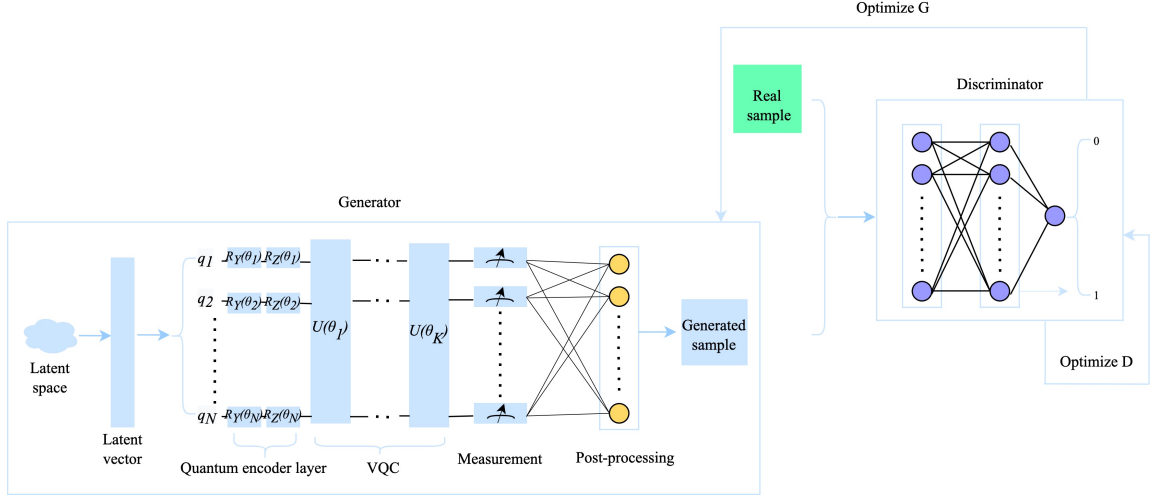 Optimize G
Real
sample
Discriminator
0
1
Optimize D
Generator
Latent
space
Latent
vector
q1 RY(θ1) RZ(θ1)
q2 RY(θ2) RZ(θ2)
qN RY(θN) RZ(θN)
U(θ1)
U(θK)
Quantum encoder layer
VQC
Measurement
Post-processing
Generated
sample